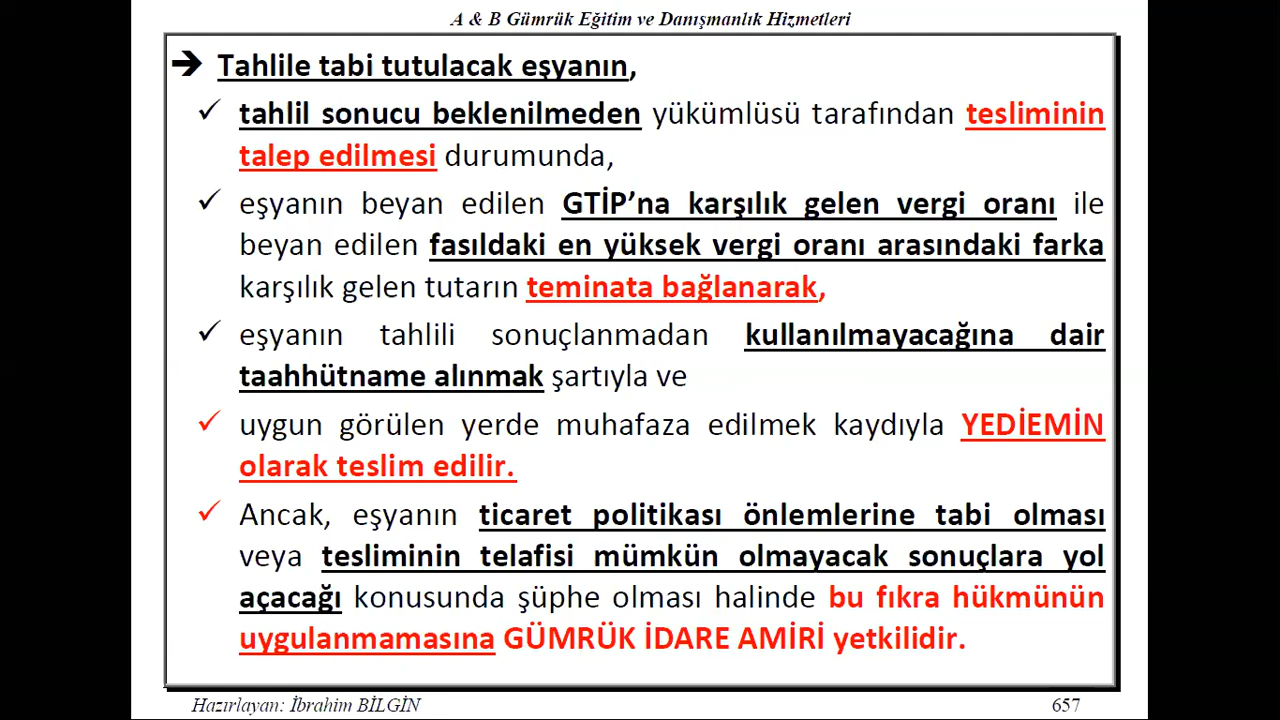 A & B Gümrük Eğitim ve Danışmanlık Hizmetleri
➔ Tahlile tabi tutulacak eşyanın,
✓ tahlil sonucu beklenilmeden yükümlüsü tarafından tesliminin
talep edilmesi durumunda,
✓ eşyanın beyan edilen GTİP’na karşılık gelen vergi oranı ile
beyan edilen fasıldaki en yüksek vergi oranı arasındaki farka
karşılık gelen tutarın teminata bağlanarak,
✓ eşyanın tahlili sonuçlanmadan kullanılmayacağına dair
taahhütname alınmak şartıyla ve
✓ uygun görülen yerde muhafaza edilmek kaydıyla YEDİEMİN
olarak teslim edilir.
✓ Ancak, eşyanın ticaret politikası önlemlerine tabi olması
veya tesliminin telafisi mümkün olmayacak sonuçlara yol
açacağı konusunda şüphe olması halinde bu fıkra hükmünün
uygulanmamasına GÜMRÜK İDARE AMİRİ yetkilidir.
Hazırlayan: İbrahim BİLGİN
657